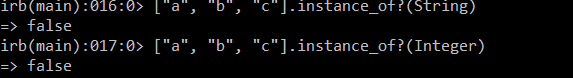 irb(main):016:0> ["a", "b", "c"].instance_of?(String)
=> false
irb(main):017:0> ["a", "b", "c"].instance_of?(Integer)
=> false